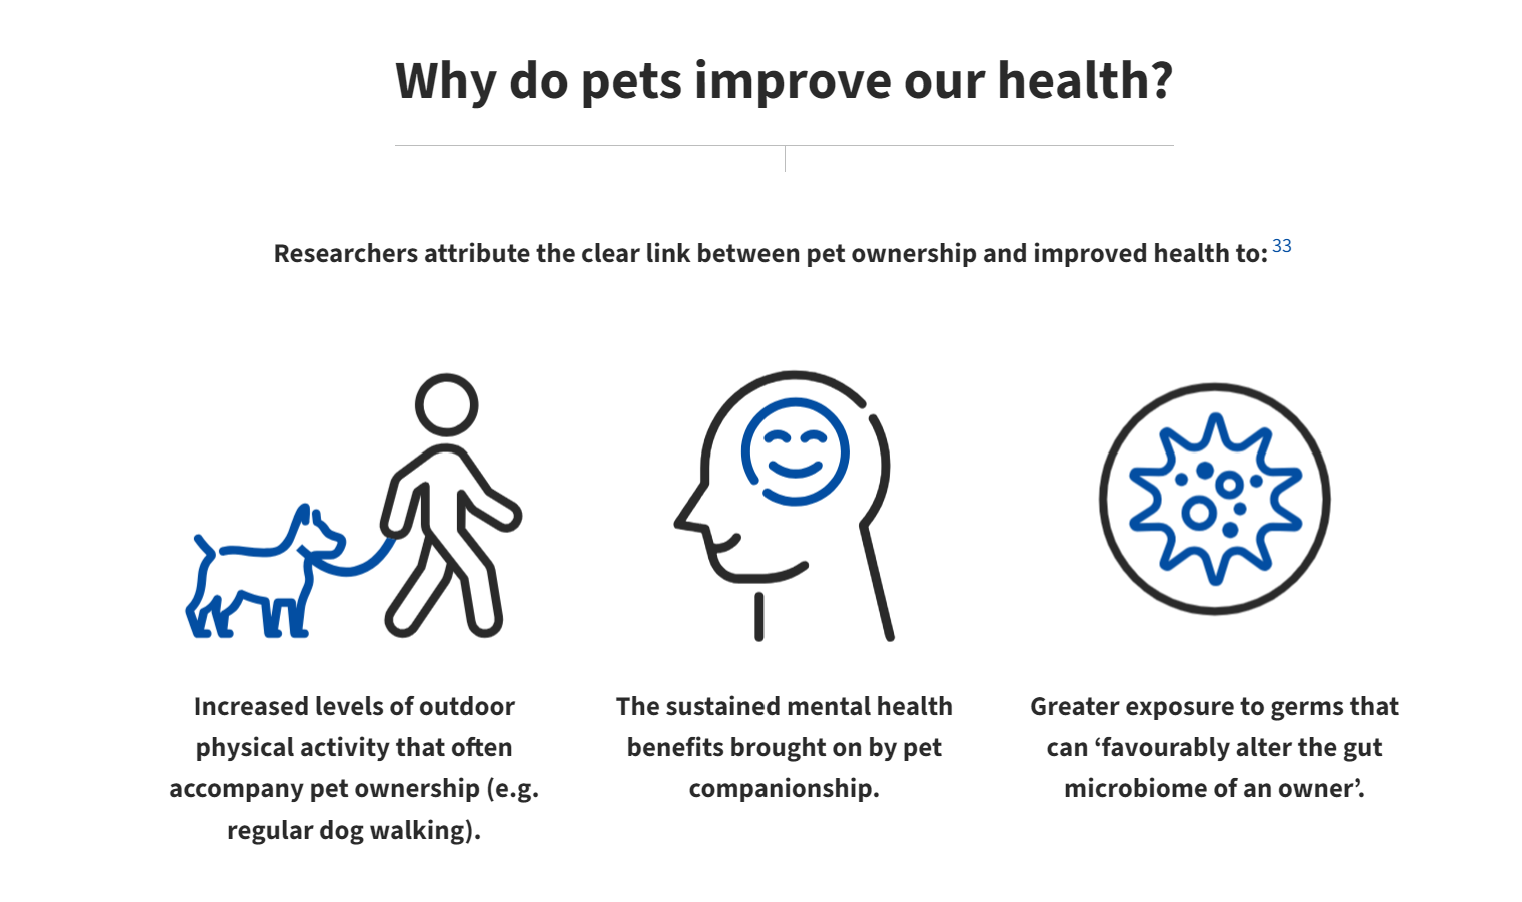 Why do pets improve our health?
Researchers attribute the clear link between pet ownership and improved health to: 33
Increased levels of outdoor
physical activity that often
accompany pet ownership (e.g.
regular dog walking).
The sustained mental health
benefits brought on by pet
companionship.
Greater exposure to germs that
can ‘favourably alter the gut
microbiome of an owner’.